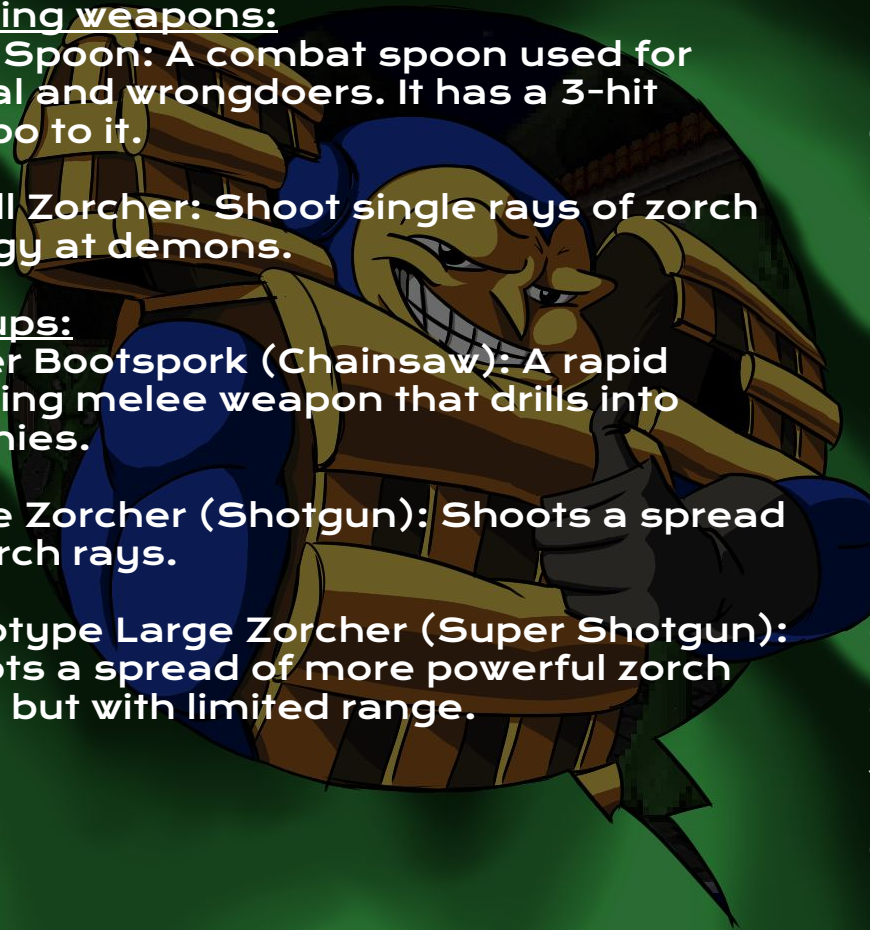 ing weapons:
Spoon: A combat spoon used for
al and wrongdoers. It has a 3-hit
bo to it.
ll Zorcher: Shoot single rays of zorch
gy at demons.
ups:
er Bootspork (Chainsaw): A rapid
ing melee weapon that drills into
nies.
e Zorcher (Shotgun): Shoots a spread
rch rays.
otype Large Zorcher (Super Shotgun):
ots a spread of more powerful zorch
but with limited range.